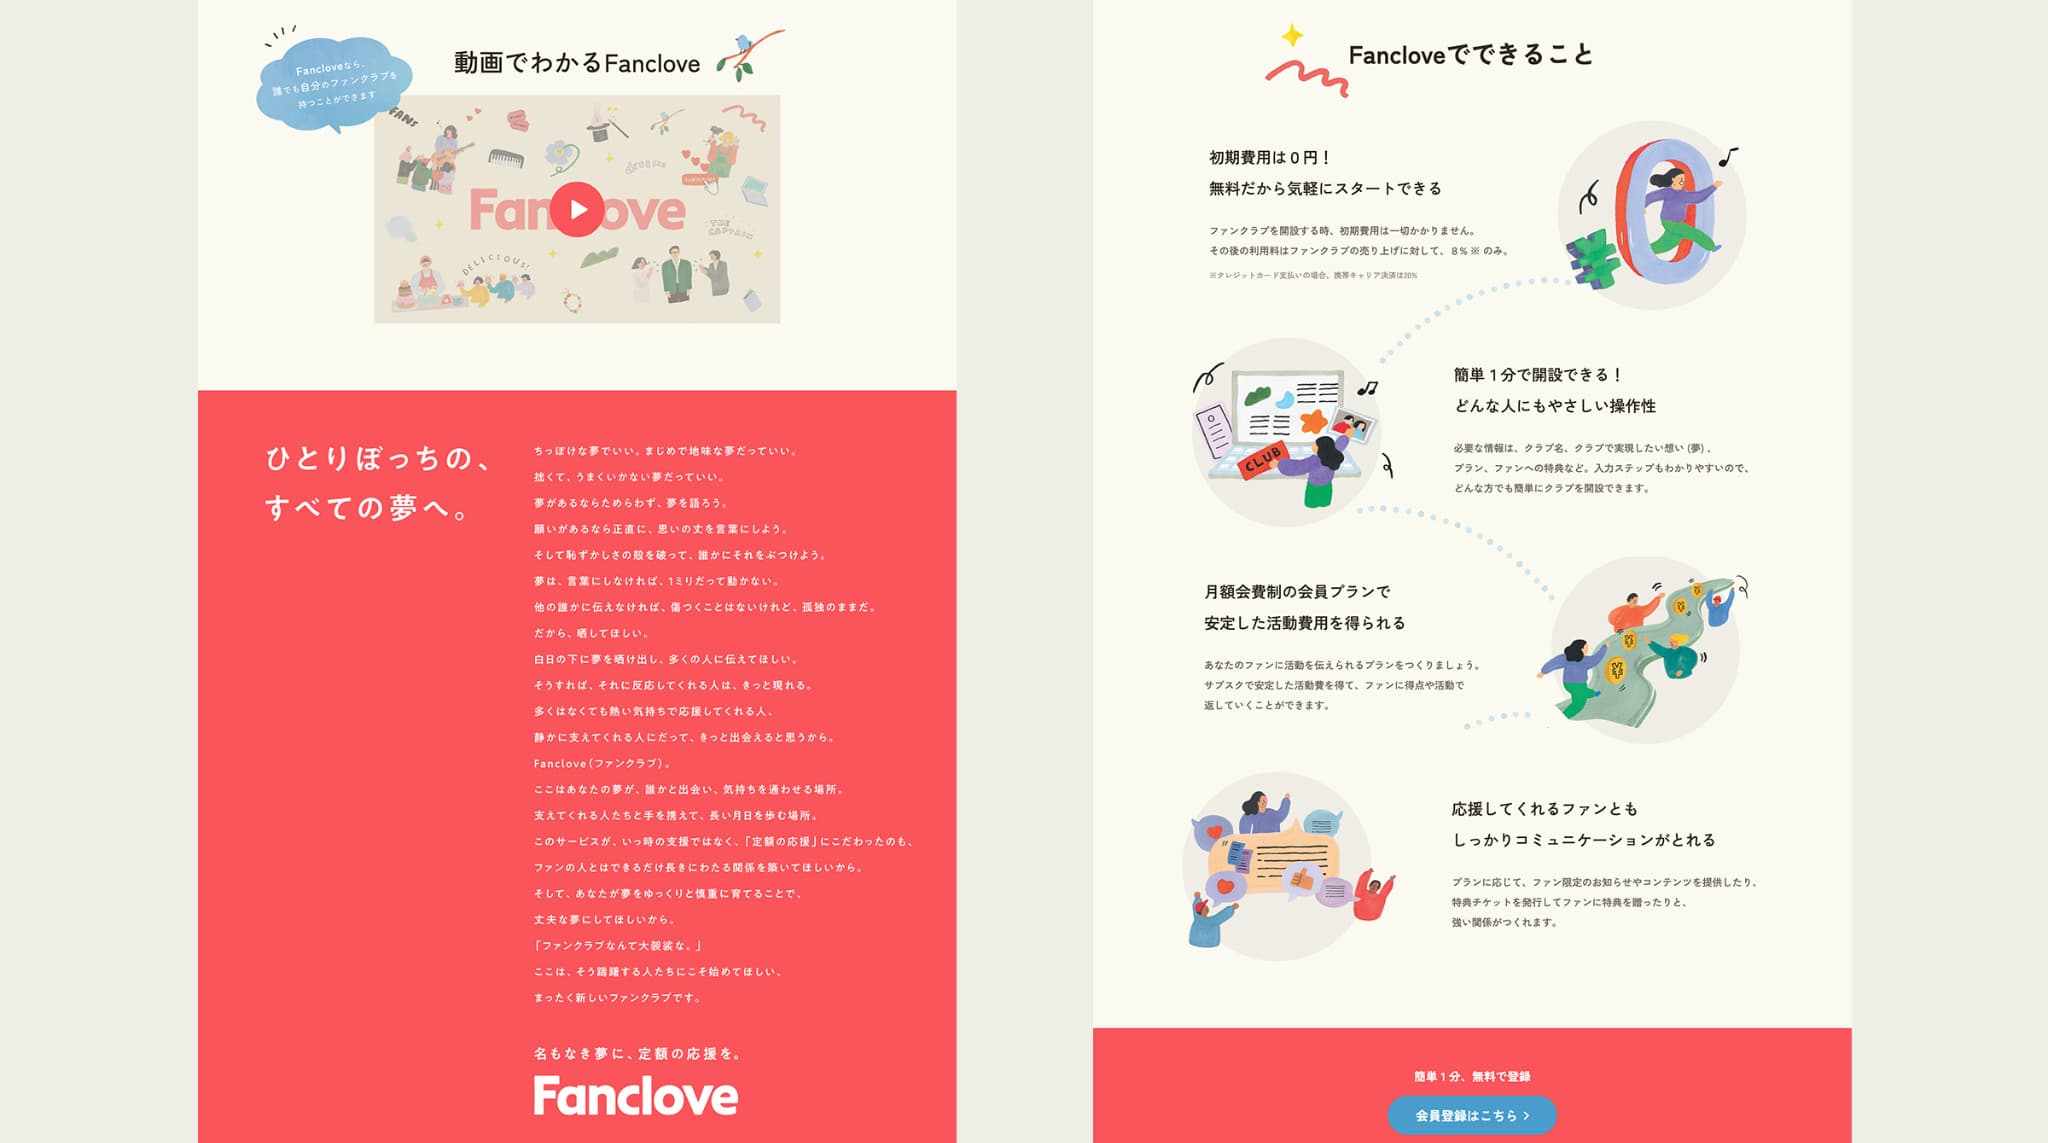 Fancloveなら、
誰でも自分のファンクラブを
持つことができます
動画でわかるFanclove
FANS
dreams
SUBSCRIBE
Fanclove
THE
CAPTAIN
DELICIOUS!
ひとりぼっちの、
すべての夢へ。
ちっぽけな夢でいい。まじめで地味な夢だっていい。
拙くて、うまくいかない夢だっていい。
夢があるならためらわず、夢を語ろう。
願いがあるなら正直に、思いの丈を言葉にしよう。
そして恥ずかしさの殻を破って、誰かにそれをぶつけよう。
夢は、言葉にしなければ、1ミリだって動かない。
他の誰かに伝えなければ、傷つくことはないけれど、孤独のままだ。
だから、晒してほしい。
白日の下に夢を晒け出し、多くの人に伝えてほしい。
そうすれば、それに反応してくれる人は、きっと現れる。
多くはなくても熱い気持ちで応援してくれる人、
静かに支えてくれる人にだって、きっと出会えると思うから。
Fanclove（ファンクラブ）。
ここはあなたの夢が、誰かと出会い、気持ちを通わせる場所。
支えてくれる人たちと手を携えて、長い月日を歩む場所。
このサービスが、いっ時の支援ではなく、「定額の応援」にこだわったのも、
ファンの人とはできるだけ長きにわたる関係を築いてほしいから。
そして、あなたが夢をゆっくりと慎重に育てることで、
丈夫な夢にしてほしいから。
「ファンクラブなんて大袈裟な。」
ここは、そう躊躇する人たちにこそ始めてほしい、
まったく新しいファンクラブです。
名もなき夢に、定額の応援を。
Fanclove
Fancloveでできること
初期費用は０円！
無料だから気軽にスタートできる
ファンクラブを開設する時、初期費用は一切かかりません。
その後の利用料はファンクラブの売り上げに対して、８％ ※ のみ。
※クレジットカード支払いの場合。携帯キャリア決済は20%
¥0
簡単１分で開設できる！
どんな人にもやさしい操作性
必要な情報は、クラブ名、クラブで実現したい想い (夢) 、
プラン、ファンへの特典など。入力ステップもわかりやすいので、
どんな方でも簡単にクラブを開設できます。
CLUB
月額会費制の会員プランで
安定した活動費用を得られる
あなたのファンに活動を伝えられるプランをつくりましょう。
サブスクで安定した活動費を得て、ファンに得点や活動で
返していくことができます。
¥
¥
¥
¥
応援してくれるファンとも
しっかりコミュニケーションがとれる
プランに応じて、ファン限定のお知らせやコンテンツを提供したり、
特典チケットを発行してファンに特典を贈ったりと、
強い関係がつくれます。
簡単１分、無料で登録
会員登録はこちら >